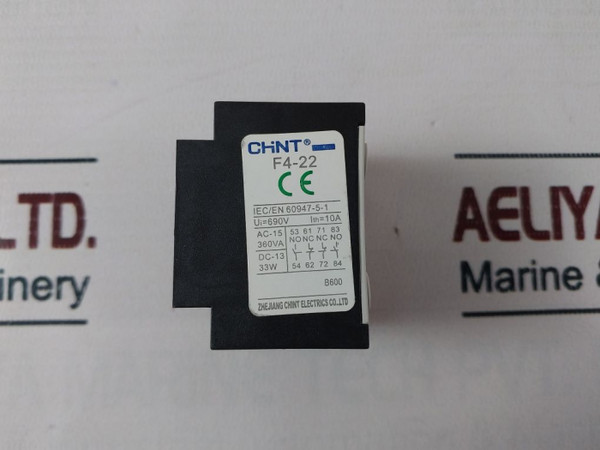 CHNT®
F4-22
CE
IEC/EN 60947-5-1
Ui=690V Ith=10A
AC-15 53 61 71 83
360VA NO NC NC NO
DC-13
33W 54 62 72 84
B600
ZHEJIANG CHINT ELECTRICS CO.,LTD
LTD.
inery
AELIYA
Marine &